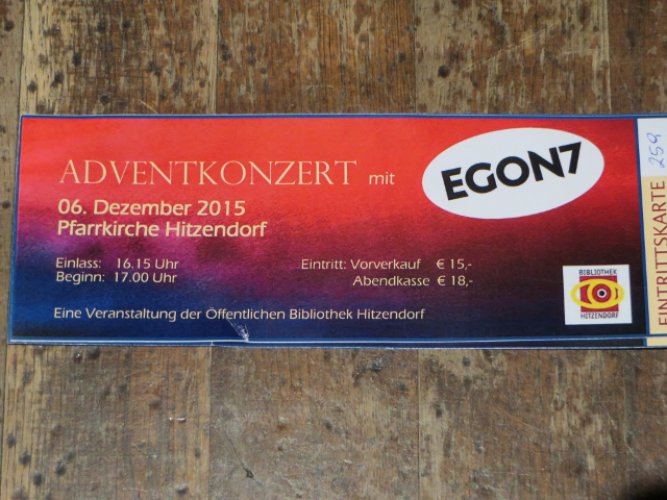 ADVENTKONZERT mit
EGON7
06. Dezember 2015
Pfarrkirche Hitzendorf
Einlass: 16.15 Uhr
Beginn: 17.00 Uhr
Eintritt: Vorverkauf € 15,-
Abendkasse € 18,-
Eine Veranstaltung der Öffentlichen Bibliothek Hitzendorf
BIBLIOTHEK
HITZENDORF
EINTRITTSKARTE
259